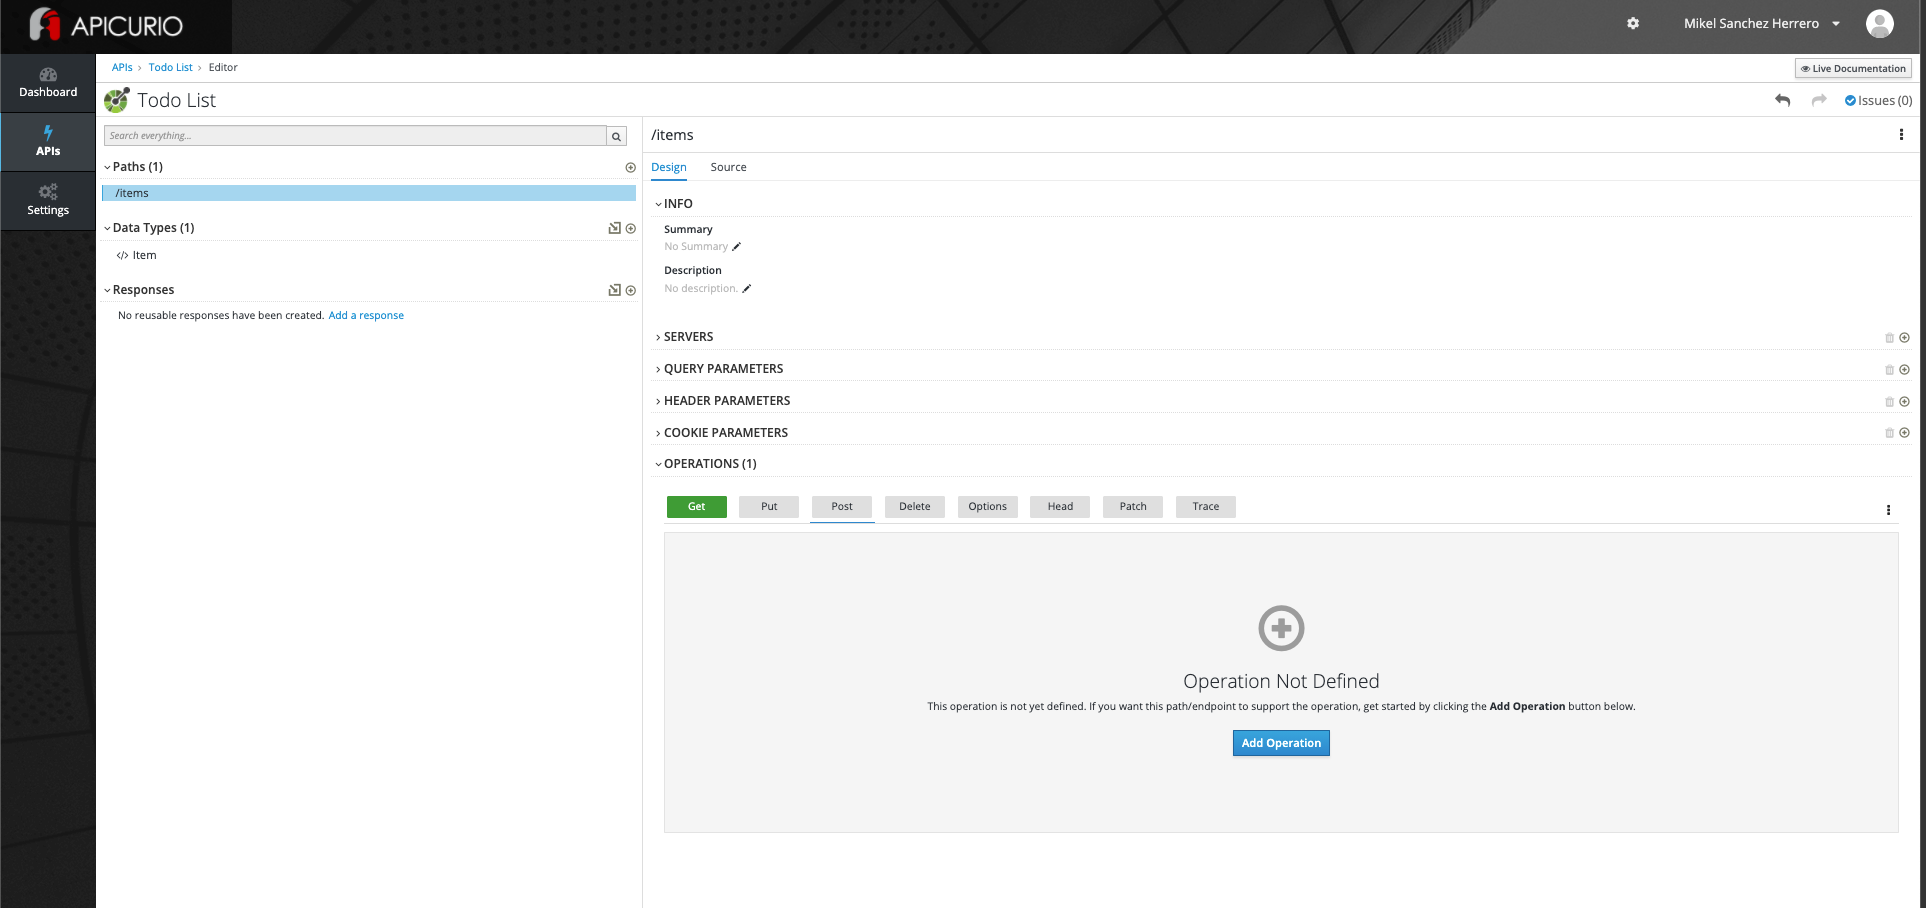 APICURIO
Mikel Sanchez Herrero
Dashboard
APIs
Settings
APIs › Todo List › Editor
Live Documentation
Todo List
Issues (0)
Search everything...
Paths (1)
/items
Data Types (1)
</> Item
Responses
No reusable responses have been created. Add a response
/items
Design Source
INFO
Summary
No Summary
Description
No description.
SERVERS
QUERY PARAMETERS
HEADER PARAMETERS
COOKIE PARAMETERS
OPERATIONS (1)
Get Put Post Delete Options Head Patch Trace
Operation Not Defined
This operation is not yet defined. If you want this path/endpoint to support the operation, get started by clicking the Add Operation button below.
Add Operation